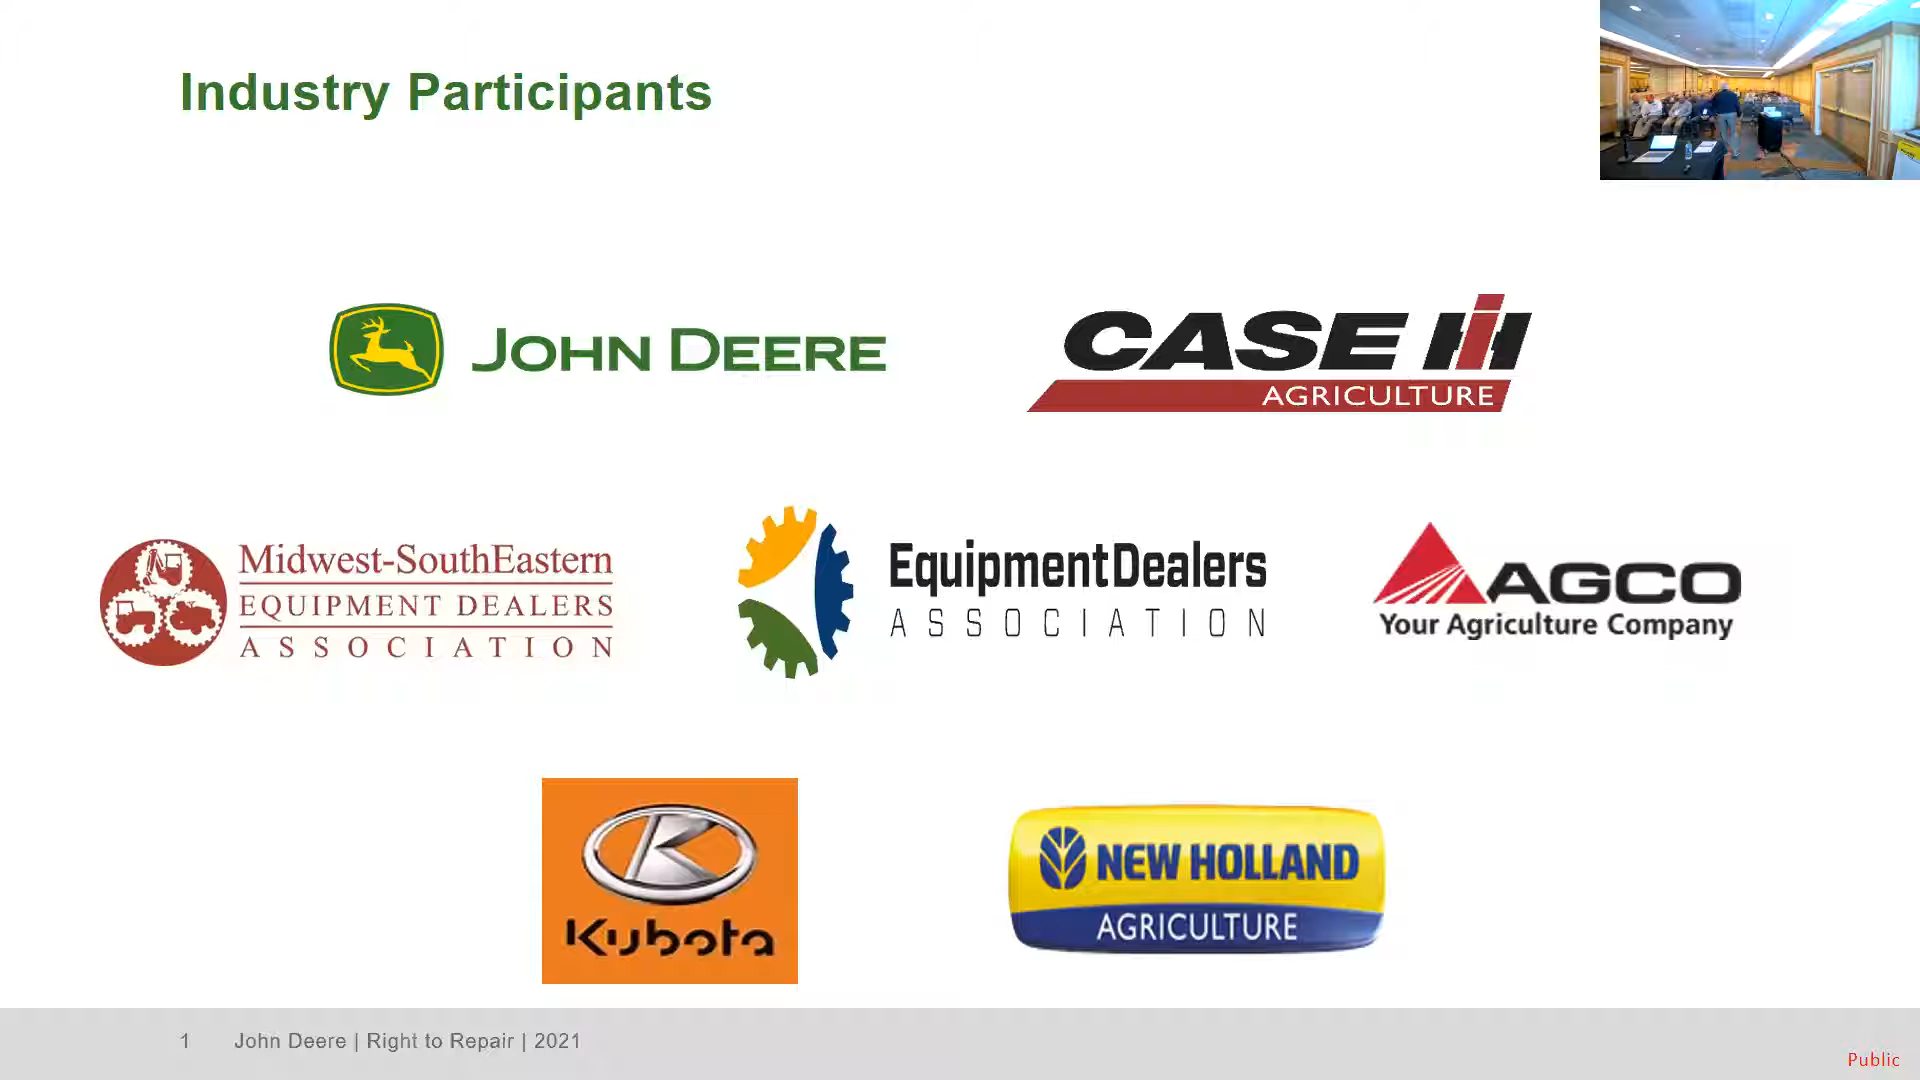 Industry Participants
JOHN DEERE
CASE IH
AGRICULTURE
Midwest-SouthEastern
EQUIPMENT DEALERS
ASSOCIATION
EquipmentDealers
ASSOCIATION
AGCO
Your Agriculture Company
Kubota
NEW HOLLAND
AGRICULTURE
1 John Deere | Right to Repair | 2021
Public